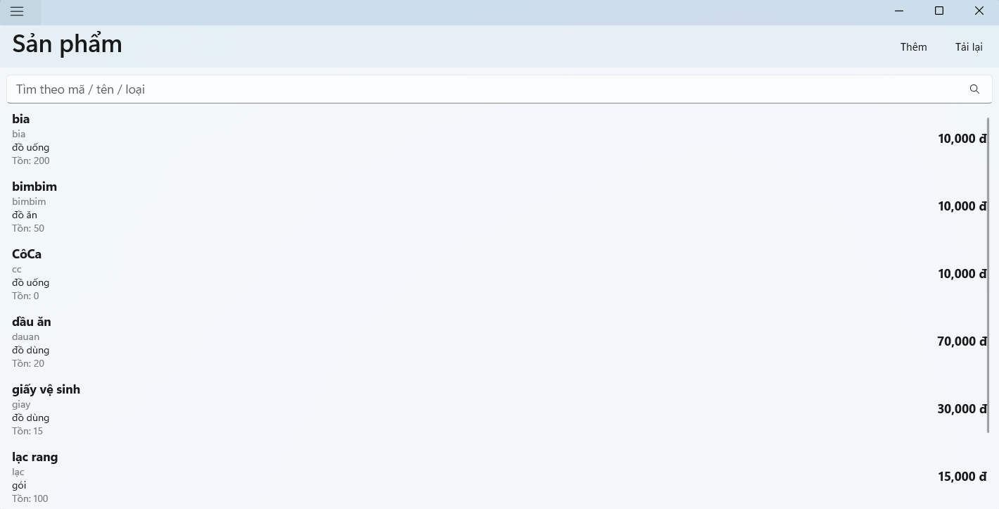 Sản phẩm
Thêm
Tải lại
Tìm theo mã / tên / loại
bia
bia
đồ uống
Tồn: 200
10,000 đ
bimbim
bimbim
đồ ăn
Tồn: 50
10,000 đ
CôCa
cc
đồ uống
Tồn: 0
10,000 đ
dầu ăn
dauan
đồ dùng
Tồn: 20
70,000 đ
giấy vệ sinh
giay
đồ dùng
Tồn: 15
30,000 đ
lạc rang
lạc
gói
Tồn: 100
15,000 đ